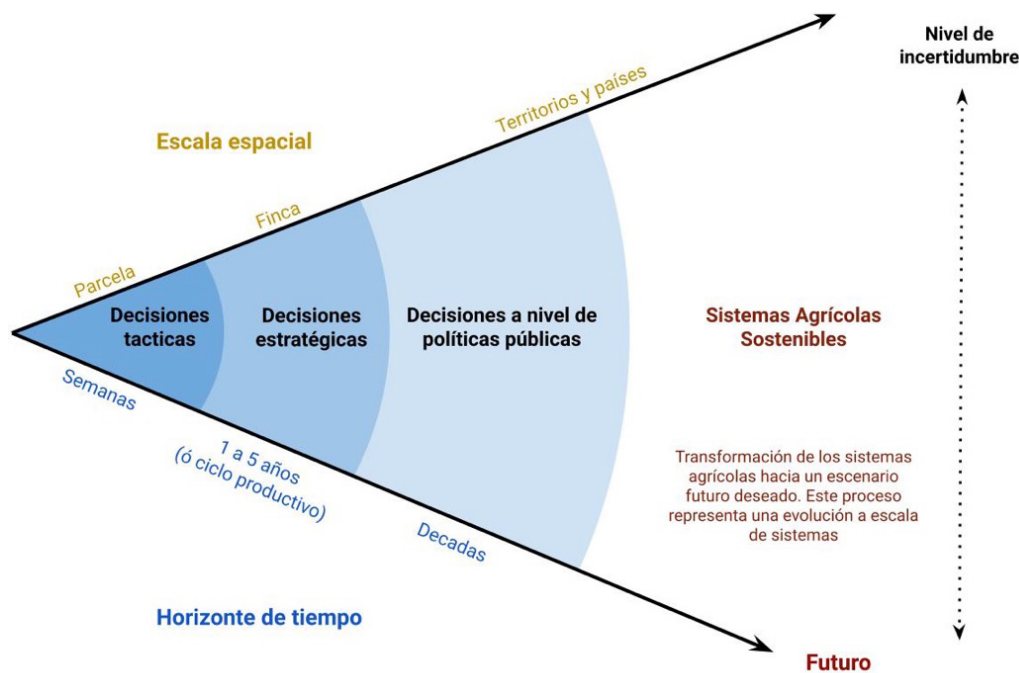 Nivel de
incertidumbre
Territorios y países
Escala espacial
Finca
Parcela
Decisiones
tacticas
Decisiones
estratégicas
Decisiones a nivel de
políticas públicas
Sistemas Agrícolas
Sostenibles
Semanas
1 a 5 años
(ó ciclo productivo)
Decadas
Transformación de los sistemas
agrícolas hacia un escenario
futuro deseado. Este proceso
representa una evolución a escala
de sistemas
Horizonte de tiempo
Futuro